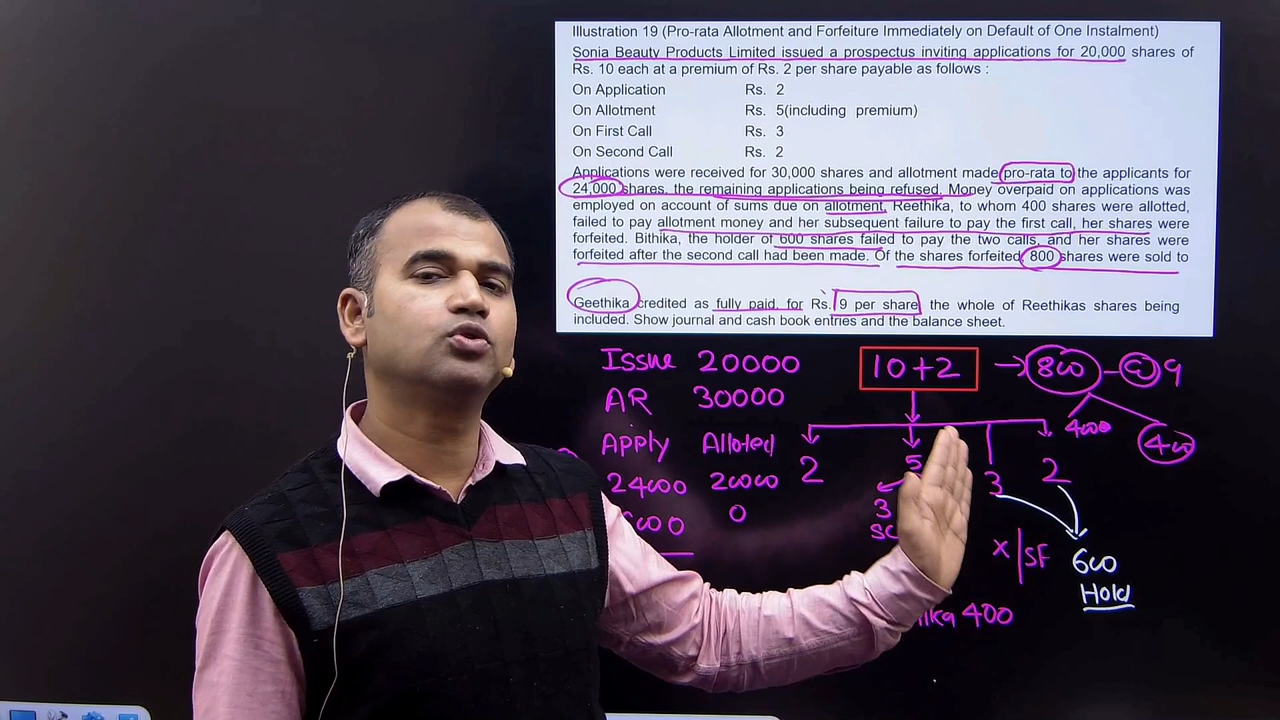 Illustration 19 (Pro-rata Allotment and Forfeiture Immediately on Default of One Instalment)
Sonia Beauty Products Limited issued a prospectus inviting applications for 20,000 shares of
Rs. 10 each at a premium of Rs. 2 per share payable as follows :
On Application Rs. 2
On Allotment Rs. 5(including premium)
On First Call Rs. 3
On Second Call Rs. 2
Applications were received for 30,000 shares and allotment made pro-rata to the applicants for
24,000 shares, the remaining applications being refused. Money overpaid on applications was
employed on account of sums due on allotment, Reethika, to whom 400 shares were allotted,
failed to pay allotment money and her subsequent failure to pay the first call, her shares were
forfeited. Bithika, the holder of 600 shares failed to pay the two calls, and her shares were
forfeited after the second call had been made. Of the shares forfeited 800 shares were sold to
Geethika credited as fully paid, for Rs. 9 per share, the whole of Reethikas shares being
included. Show journal and cash book entries and the balance sheet.
Issue 20000
AR 30000
Apply Alloted
24000 20000
000 0
10+2
→ 800 - @ 9
400 400
2 5 3 2
3
SC
X | SF
600
Hold
ika 400